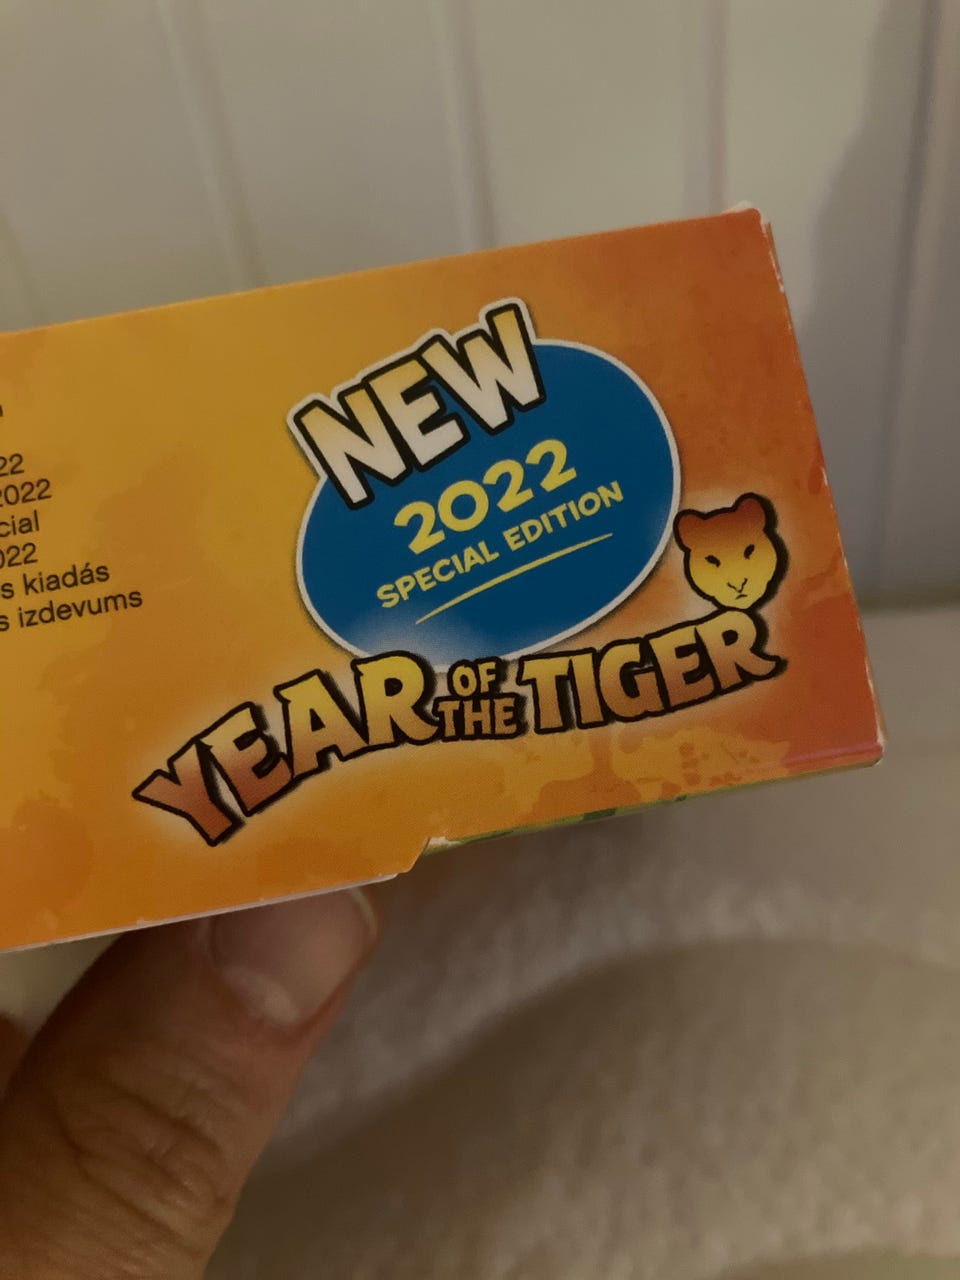 22
2022
cial
022
s kiadás
s izdevums
NEW
2022
SPECIAL EDITION
YEAR OF THE TIGER